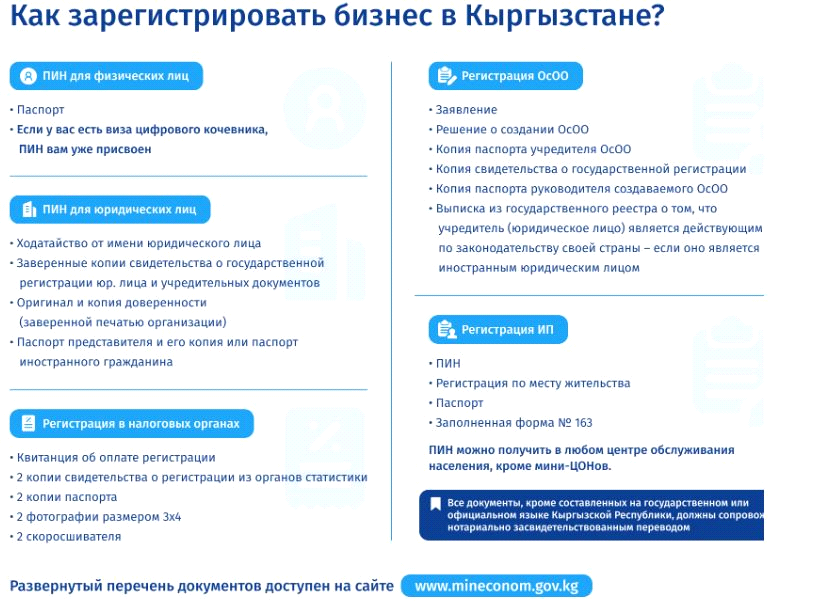 Как зарегистрировать бизнес в Кыргызстане?
ПИН для физических лиц
• Паспорт
• Если у вас есть виза цифрового кочевника,
ПИН вам уже присвоен
ПИН для юридических лиц
• Ходатайство от имени юридического лица
• Заверенные копии свидетельства о государственной
регистрации юр. лица и учредительных документов
• Оригинал и копия доверенности
(заверенной печатью организации)
• Паспорт представителя и его копия или паспорт
иностранного гражданина
Регистрация в налоговых органах
• Квитанция об оплате регистрации
• 2 копии свидетельства о регистрации из органов статистики
• 2 копии паспорта
• 2 фотографии размером 3х4
• 2 скоросшивателя
Регистрация ОсОО
• Заявление
• Решение о создании ОсОО
• Копия паспорта учредителя ОсОО
• Копия свидетельства о государственной регистрации
• Копия паспорта руководителя создаваемого ОсОО
• Выписка из государственного реестра о том, что
учредитель (юридическое лицо) является действующим
по законодательству своей страны – если оно является
иностранным юридическим лицом
Регистрация ИП
• ПИН
• Регистрация по месту жительства
• Паспорт
• Заполненная форма № 163
ПИН можно получить в любом центре обслуживания
населения, кроме мини-ЦОНов.
Все документы, кроме составленных на государственном или
официальном языке Кыргызской Республики, должны
нотариально засвидетельствованным переводом
Развернутый перечень документов доступен на сайте www.mineconom.gov.kg